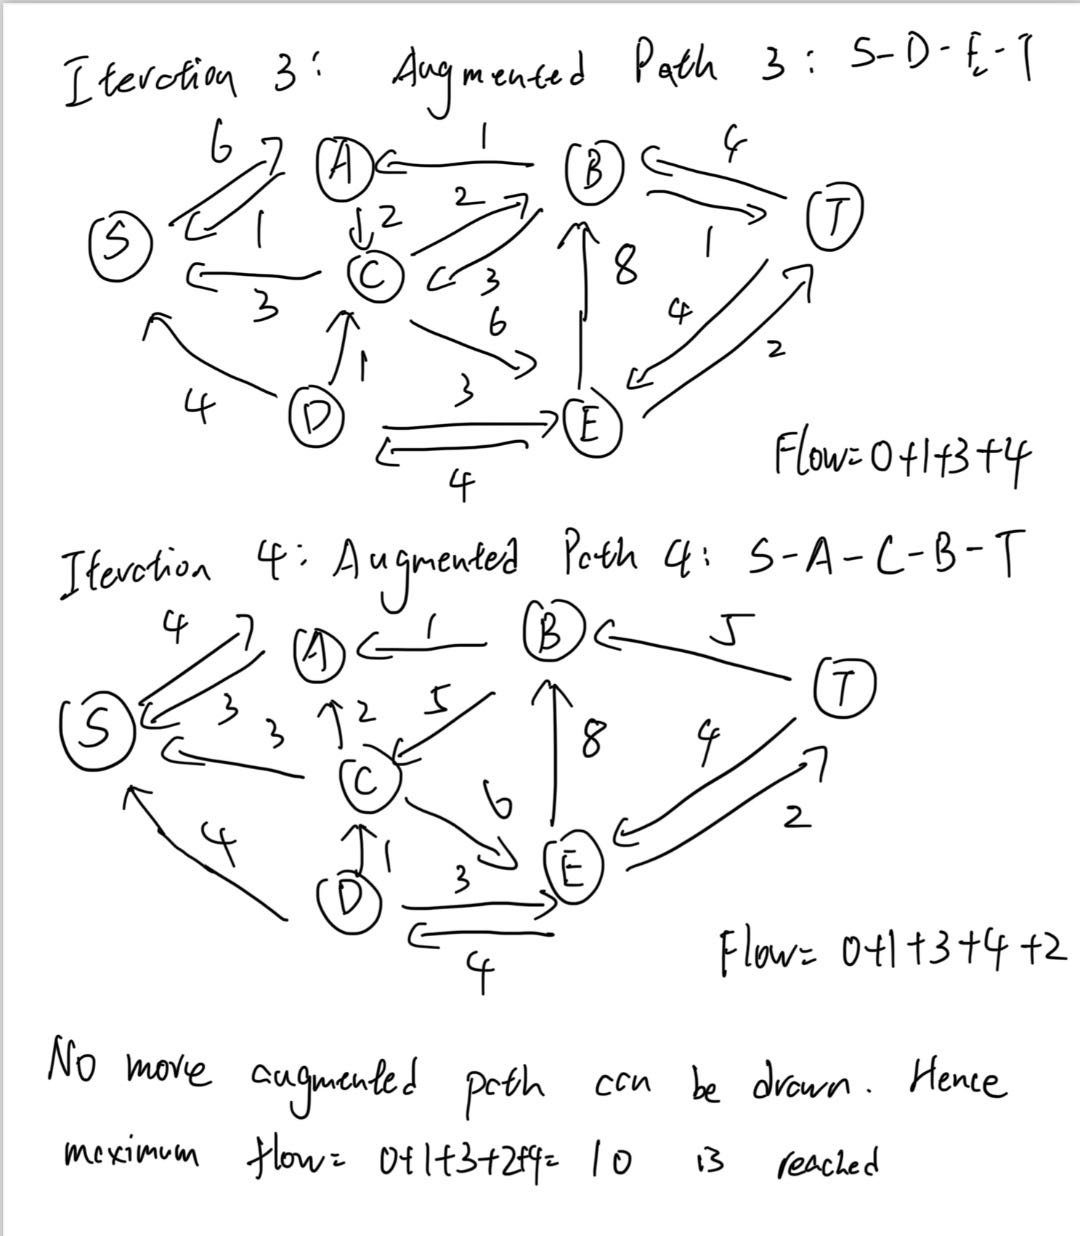 Iteration 3: Augmented Path 3: S-D-E-T
6 A 1 B 4
S 1 2 2 C 3 1 T
3 6 8 4
4 D 1 3 E 2
4
Flow=0+1+3+4
Iteration 4: Augmented Path 4: S-A-C-B-T
4 A 1 B 5
S 3 3 2 5 T
C 6 8 4
4 D 1 3 E 2
4
Flow= 0+1+3+4+2
No more augmented path can be drawn. Hence
maximum flow= 0+1+3+2+4= 10 is reached